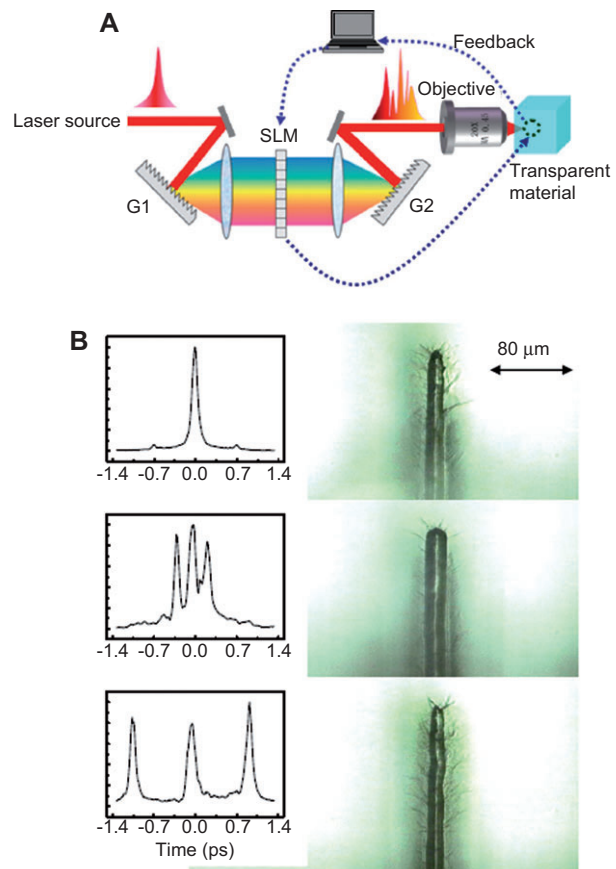 A
Feedback
Objective
Laser source
SLM
Transparent
material
G1
G2
B
80 μm
-1.4 -0.7 0.0 0.7 1.4
-1.4 -0.7 0.0 0.7 1.4
-1.4 -0.7 0.0 0.7 1.4
Time (ps)